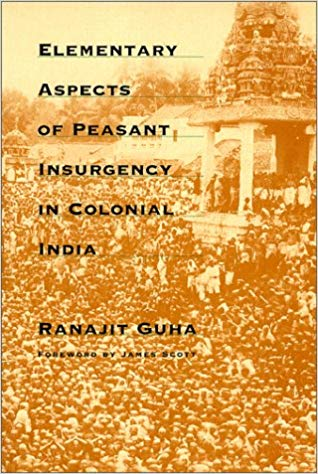 ELEMENTARY
ASPECTS
OF PEASANT
INSURGENCY
IN COLONIAL
INDIA
RANAJIT GUHA
FOREWORD BY JAMES SCOTT